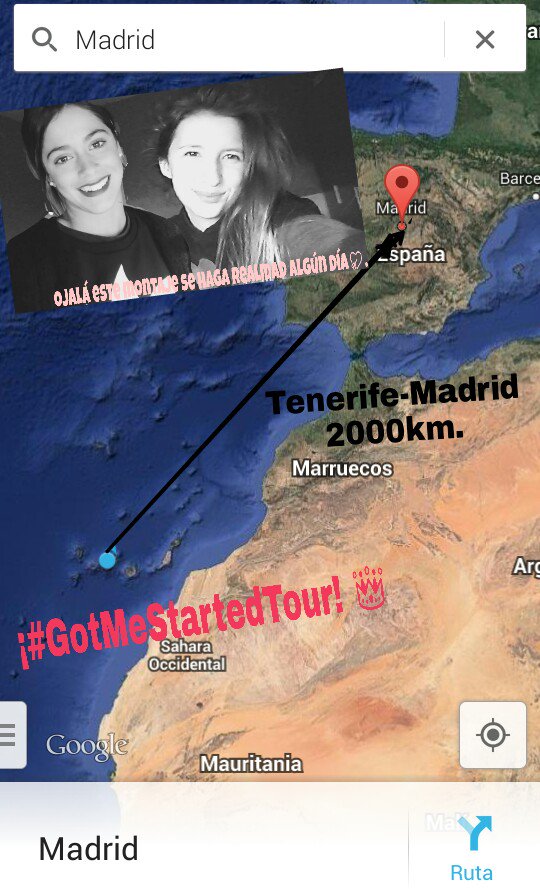 Madrid
Barce
Madrid
España
Ojalá este montaje se haga realidad algún día♡.
Tenerife-Madrid
2000km.
Marruecos
Arg
¡#GotMeStartedTour!
Sahara
Occidental
Google
Mauritania
Madrid
Ruta